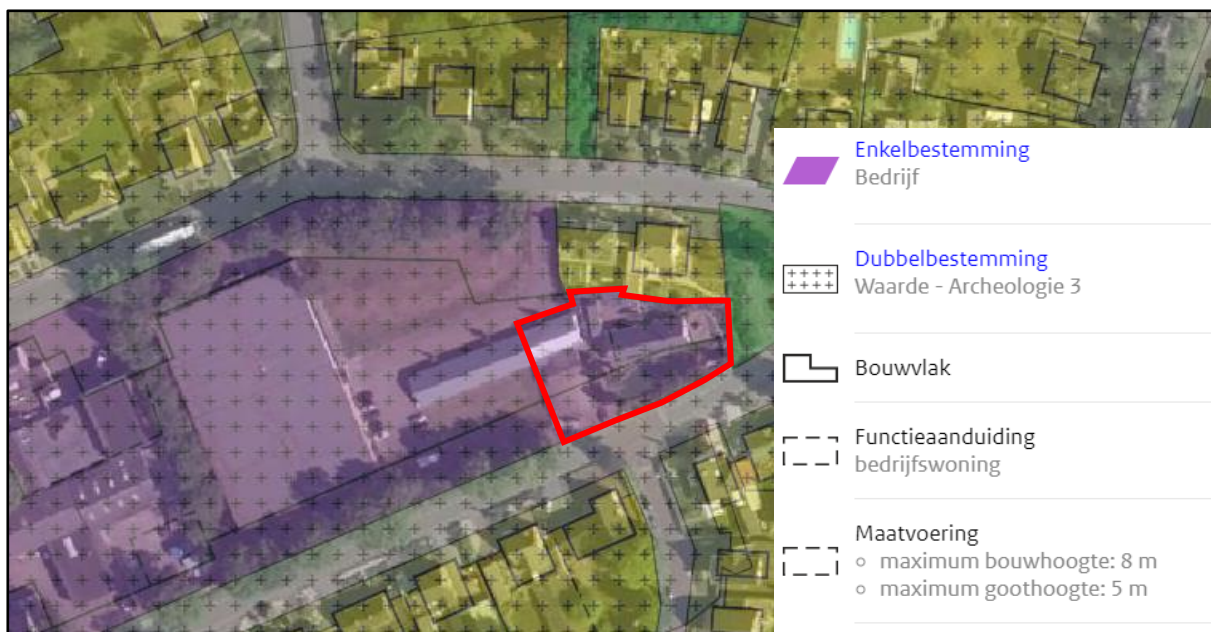 Enkelbestemming
Bedrijf
Dubbelbestemming
Waarde - Archeologie 3
Bouwvlak
Functieaanduiding
bedrijfswoning
Maatvoering
maximum bouwhoogte: 8 m
maximum goothoogte: 5 m